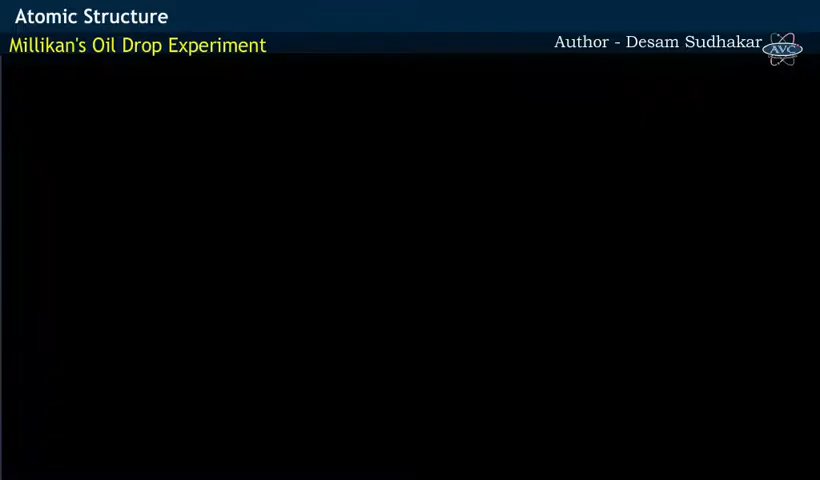 Atomic Structure
Millikan's Oil Drop Experiment
Author - Desam Sudhakar
AVC